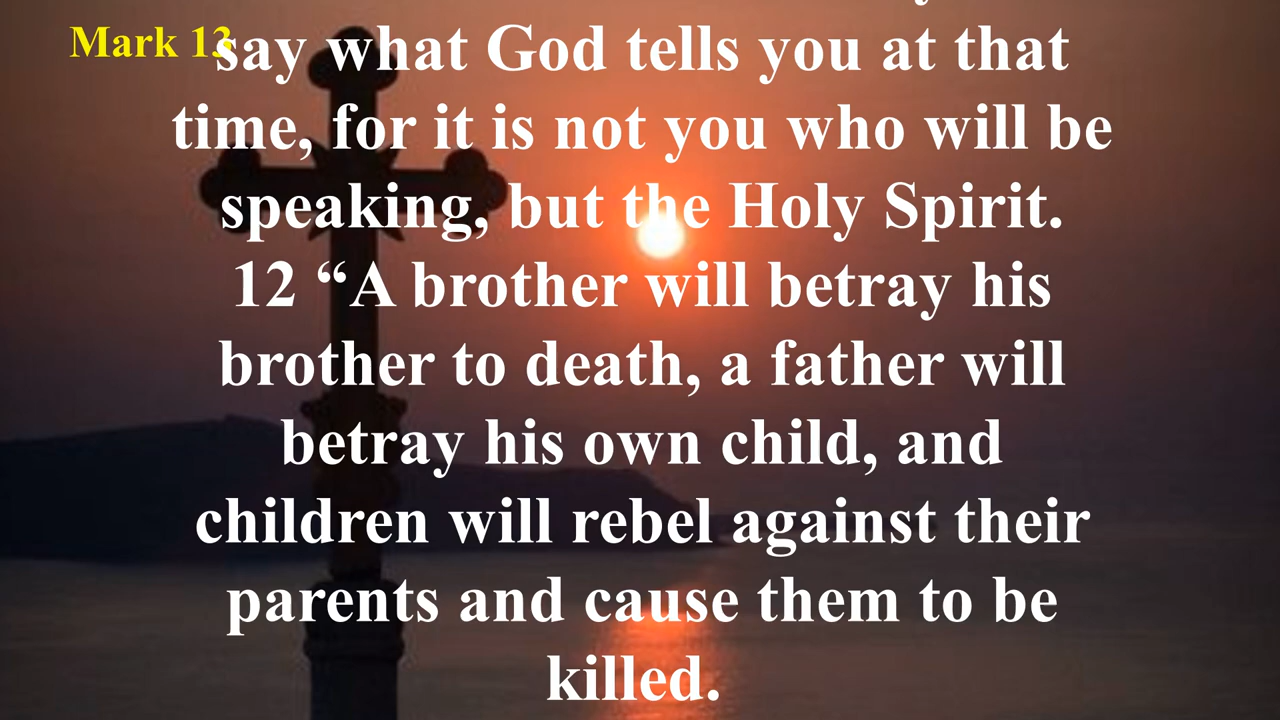 Mark 13
say what God tells you at that
time, for it is not you who will be
speaking, but the Holy Spirit.
12 “A brother will betray his
brother to death, a father will
betray his own child, and
children will rebel against their
parents and cause them to be
killed.